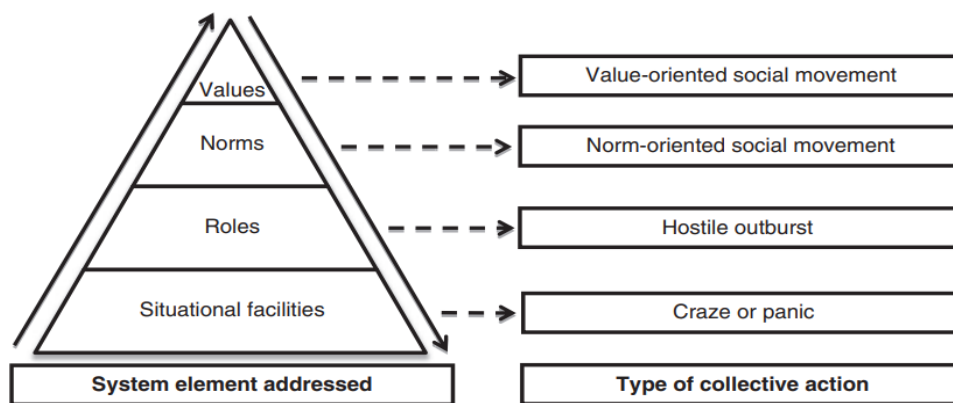 Values
Value-oriented social movement
Norms
Norm-oriented social movement
Roles
Hostile outburst
Situational facilities
Craze or panic
System element addressed
Type of collective action